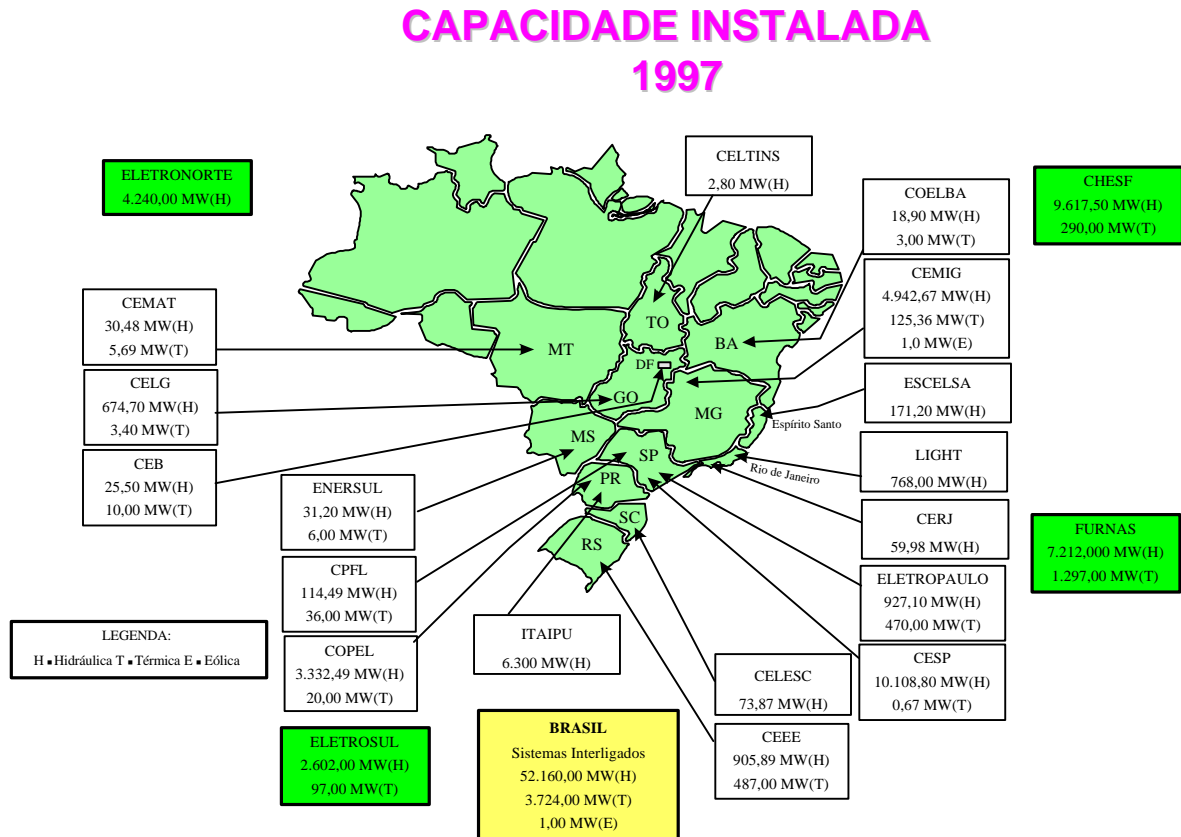 CAPACIDADE INSTALADA
1997
ELETRONORTE
4.240,00 MW(H)
CELTINS
2,80 MW(H)
COELBA
18,90 MW(H)
3,00 MW(T)
CHESF
9.617,50 MW(H)
290,00 MW(T)
CEMAT
30,48 MW(H)
5,69 MW(T)
CEMIG
4.942,67 MW(H)
125,36 MW(T)
1,0 MW(E)
CELG
674,70 MW(H)
3,40 MW(T)
ESCELSA
171,20 MW(H)
CEB
25,50 MW(H)
10,00 MW(T)
LIGHT
768,00 MW(H)
TO
BA
MT
DF
GO
MG
Espírito Santo
MS
SP
Rio de Janeiro
PR
SC
RS
ENERSUL
31,20 MW(H)
6,00 MW(T)
CERJ
59,98 MW(H)
FURNAS
7.212,000 MW(H)
1.297,00 MW(T)
CPFL
114,49 MW(H)
36,00 MW(T)
ELETROPAULO
927,10 MW(H)
470,00 MW(T)
LEGENDA:
H ▪ Hidráulica T ▪ Térmica E ▪ Eólica
COPEL
3.332,49 MW(H)
20,00 MW(T)
ITAIPU
6.300 MW(H)
CELESC
73,87 MW(H)
CESP
10.108,80 MW(H)
0,67 MW(T)
ELETROSUL
2.602,00 MW(H)
97,00 MW(T)
BRASIL
Sistemas Interligados
52.160,00 MW(H)
3.724,00 MW(T)
1,00 MW(E)
CEEE
905,89 MW(H)
487,00 MW(T)